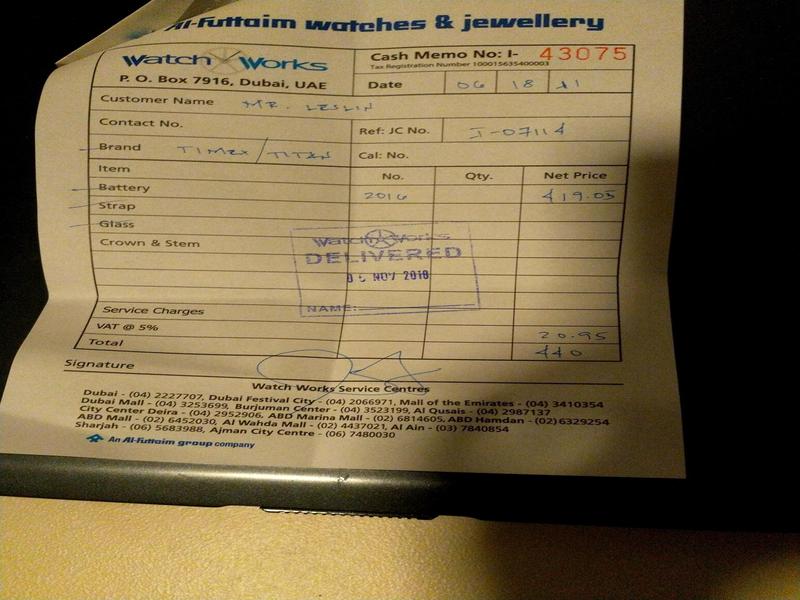 Al-Futtaim watches & jewellery
Watch Works
P. O. Box 7916, Dubai, UAE
Cash Memo No: I- 43075
Tax Registration Number 100015635400003
Date 06 18 11
Customer Name MR. LESLIN
Contact No.
Ref: JC No. J-07114
Brand TIMEX/TITAN
Cal: No.
Item No. Qty. Net Price
Battery 2016 419.05
Strap
Glass
Crown & Stem
Watch Works
DELIVERED
NOV 2018
NAME:
Service Charges
VAT @ 5% 20.95
Total 440
Signature
Watch Works Service Centres
Dubai - (04) 2227707, Dubai Festival City - (04) 2066971, Mall of the Emirates - (04) 3410354
Dubai Mall - (04) 3253699, Burjuman Center - (04) 3523199, Al Qusais - (04) 2987137
City Center Deira - (04) 2952906, ABD Marina Mall - (02) 6814605, ABD Hamdan - (02) 6329254
ABD Mall - (02) 6452030, Al Wahda Mall - (02) 4437021, Al Ain - (03) 7840854
Sharjah - (06) 5683988, Ajman City Centre - (06) 7480030
An Al-Futtaim group company